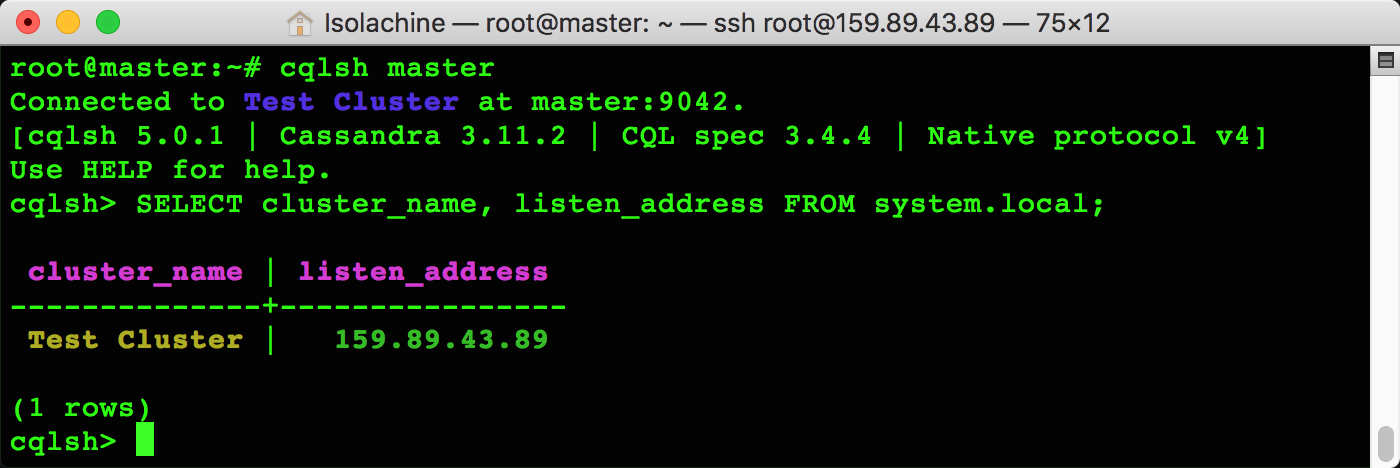 Isolachine — root@master: ~ — ssh root@159.89.43.89 — 75×12
root@master:~# cqlsh master
Connected to Test Cluster at master:9042.
[cqlsh 5.0.1 | Cassandra 3.11.2 | CQL spec 3.4.4 | Native protocol v4]
Use HELP for help.
cqlsh> SELECT cluster_name, listen_address FROM system.local;
 cluster_name | listen_address
--------------+----------------
 Test Cluster |   159.89.43.89
(1 rows)
cqlsh>